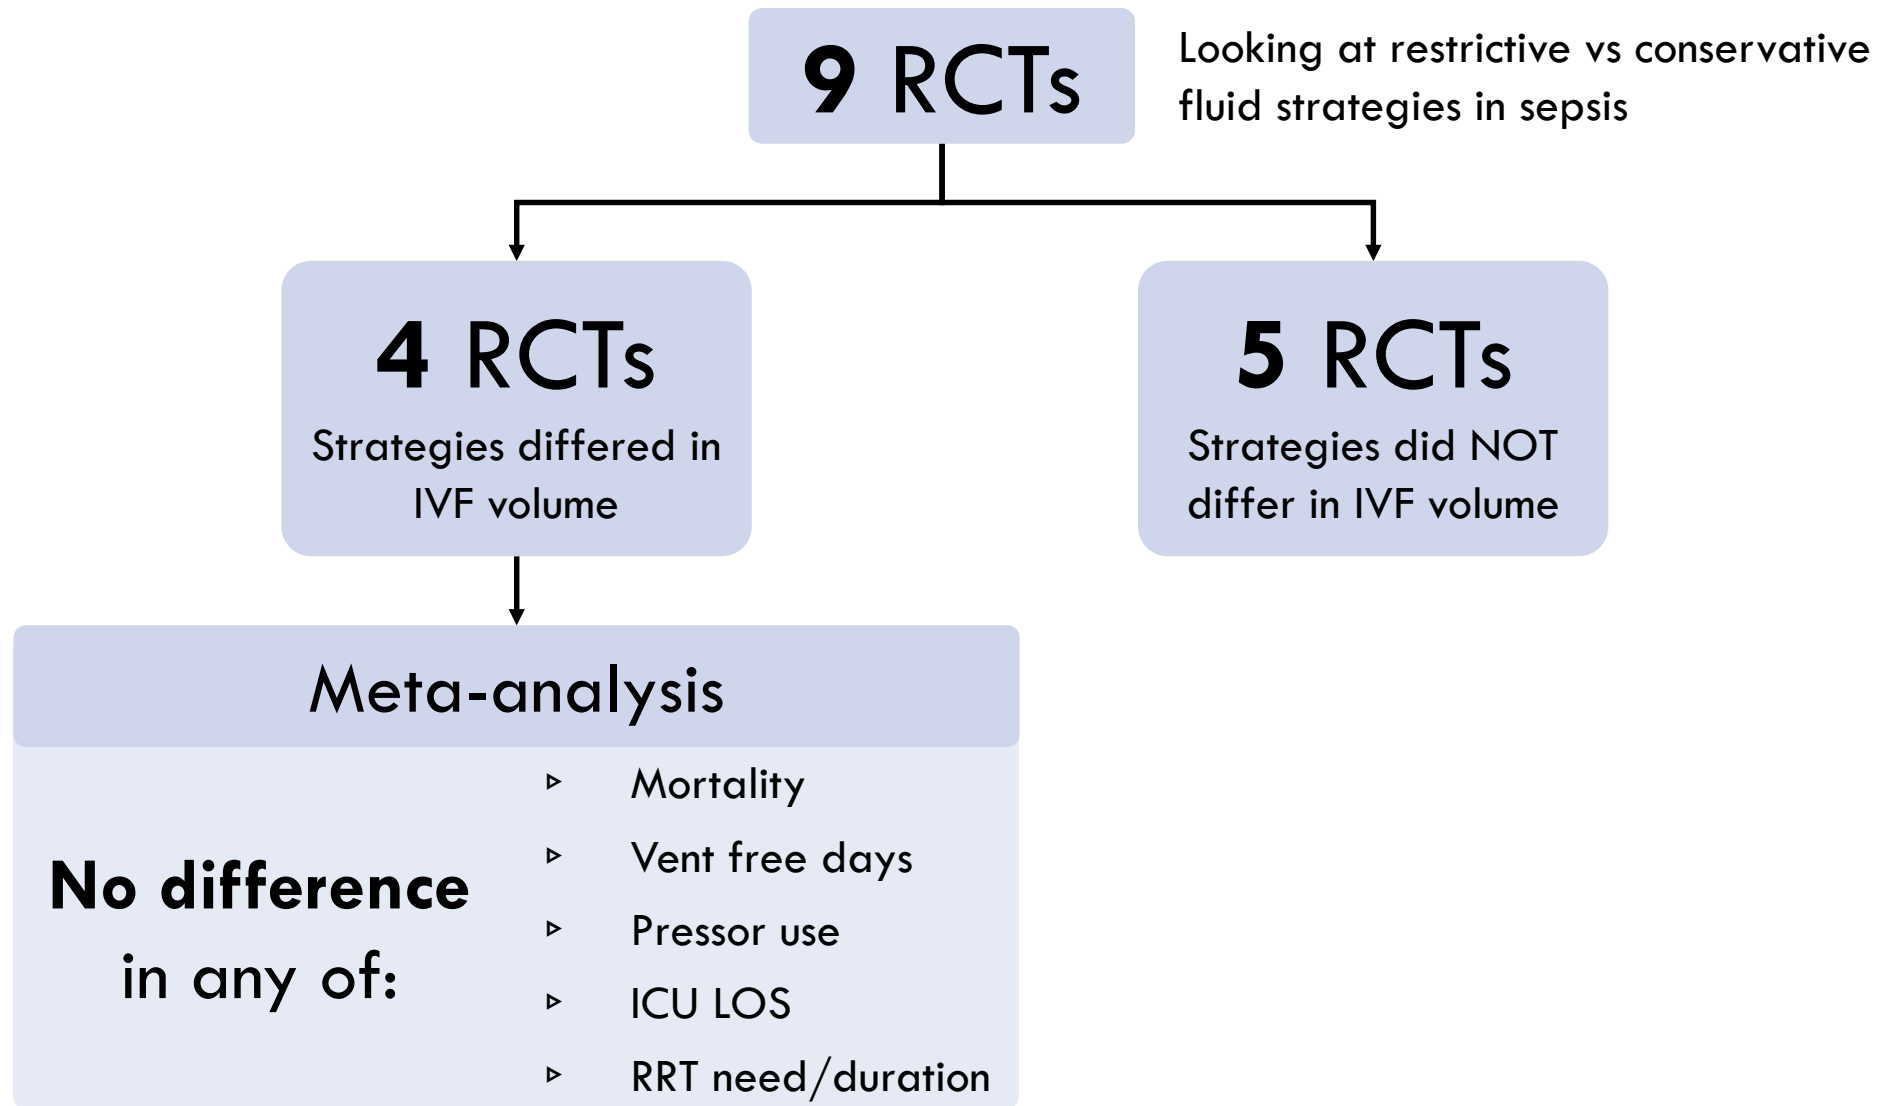 9 RCTs
Looking at restrictive vs conservative
fluid strategies in sepsis
4 RCTs
Strategies differed in
IVF volume
5 RCTs
Strategies did NOT
differ in IVF volume
Meta-analysis
No difference
in any of:
Mortality
Vent free days
Pressor use
ICU LOS
RRT need/duration